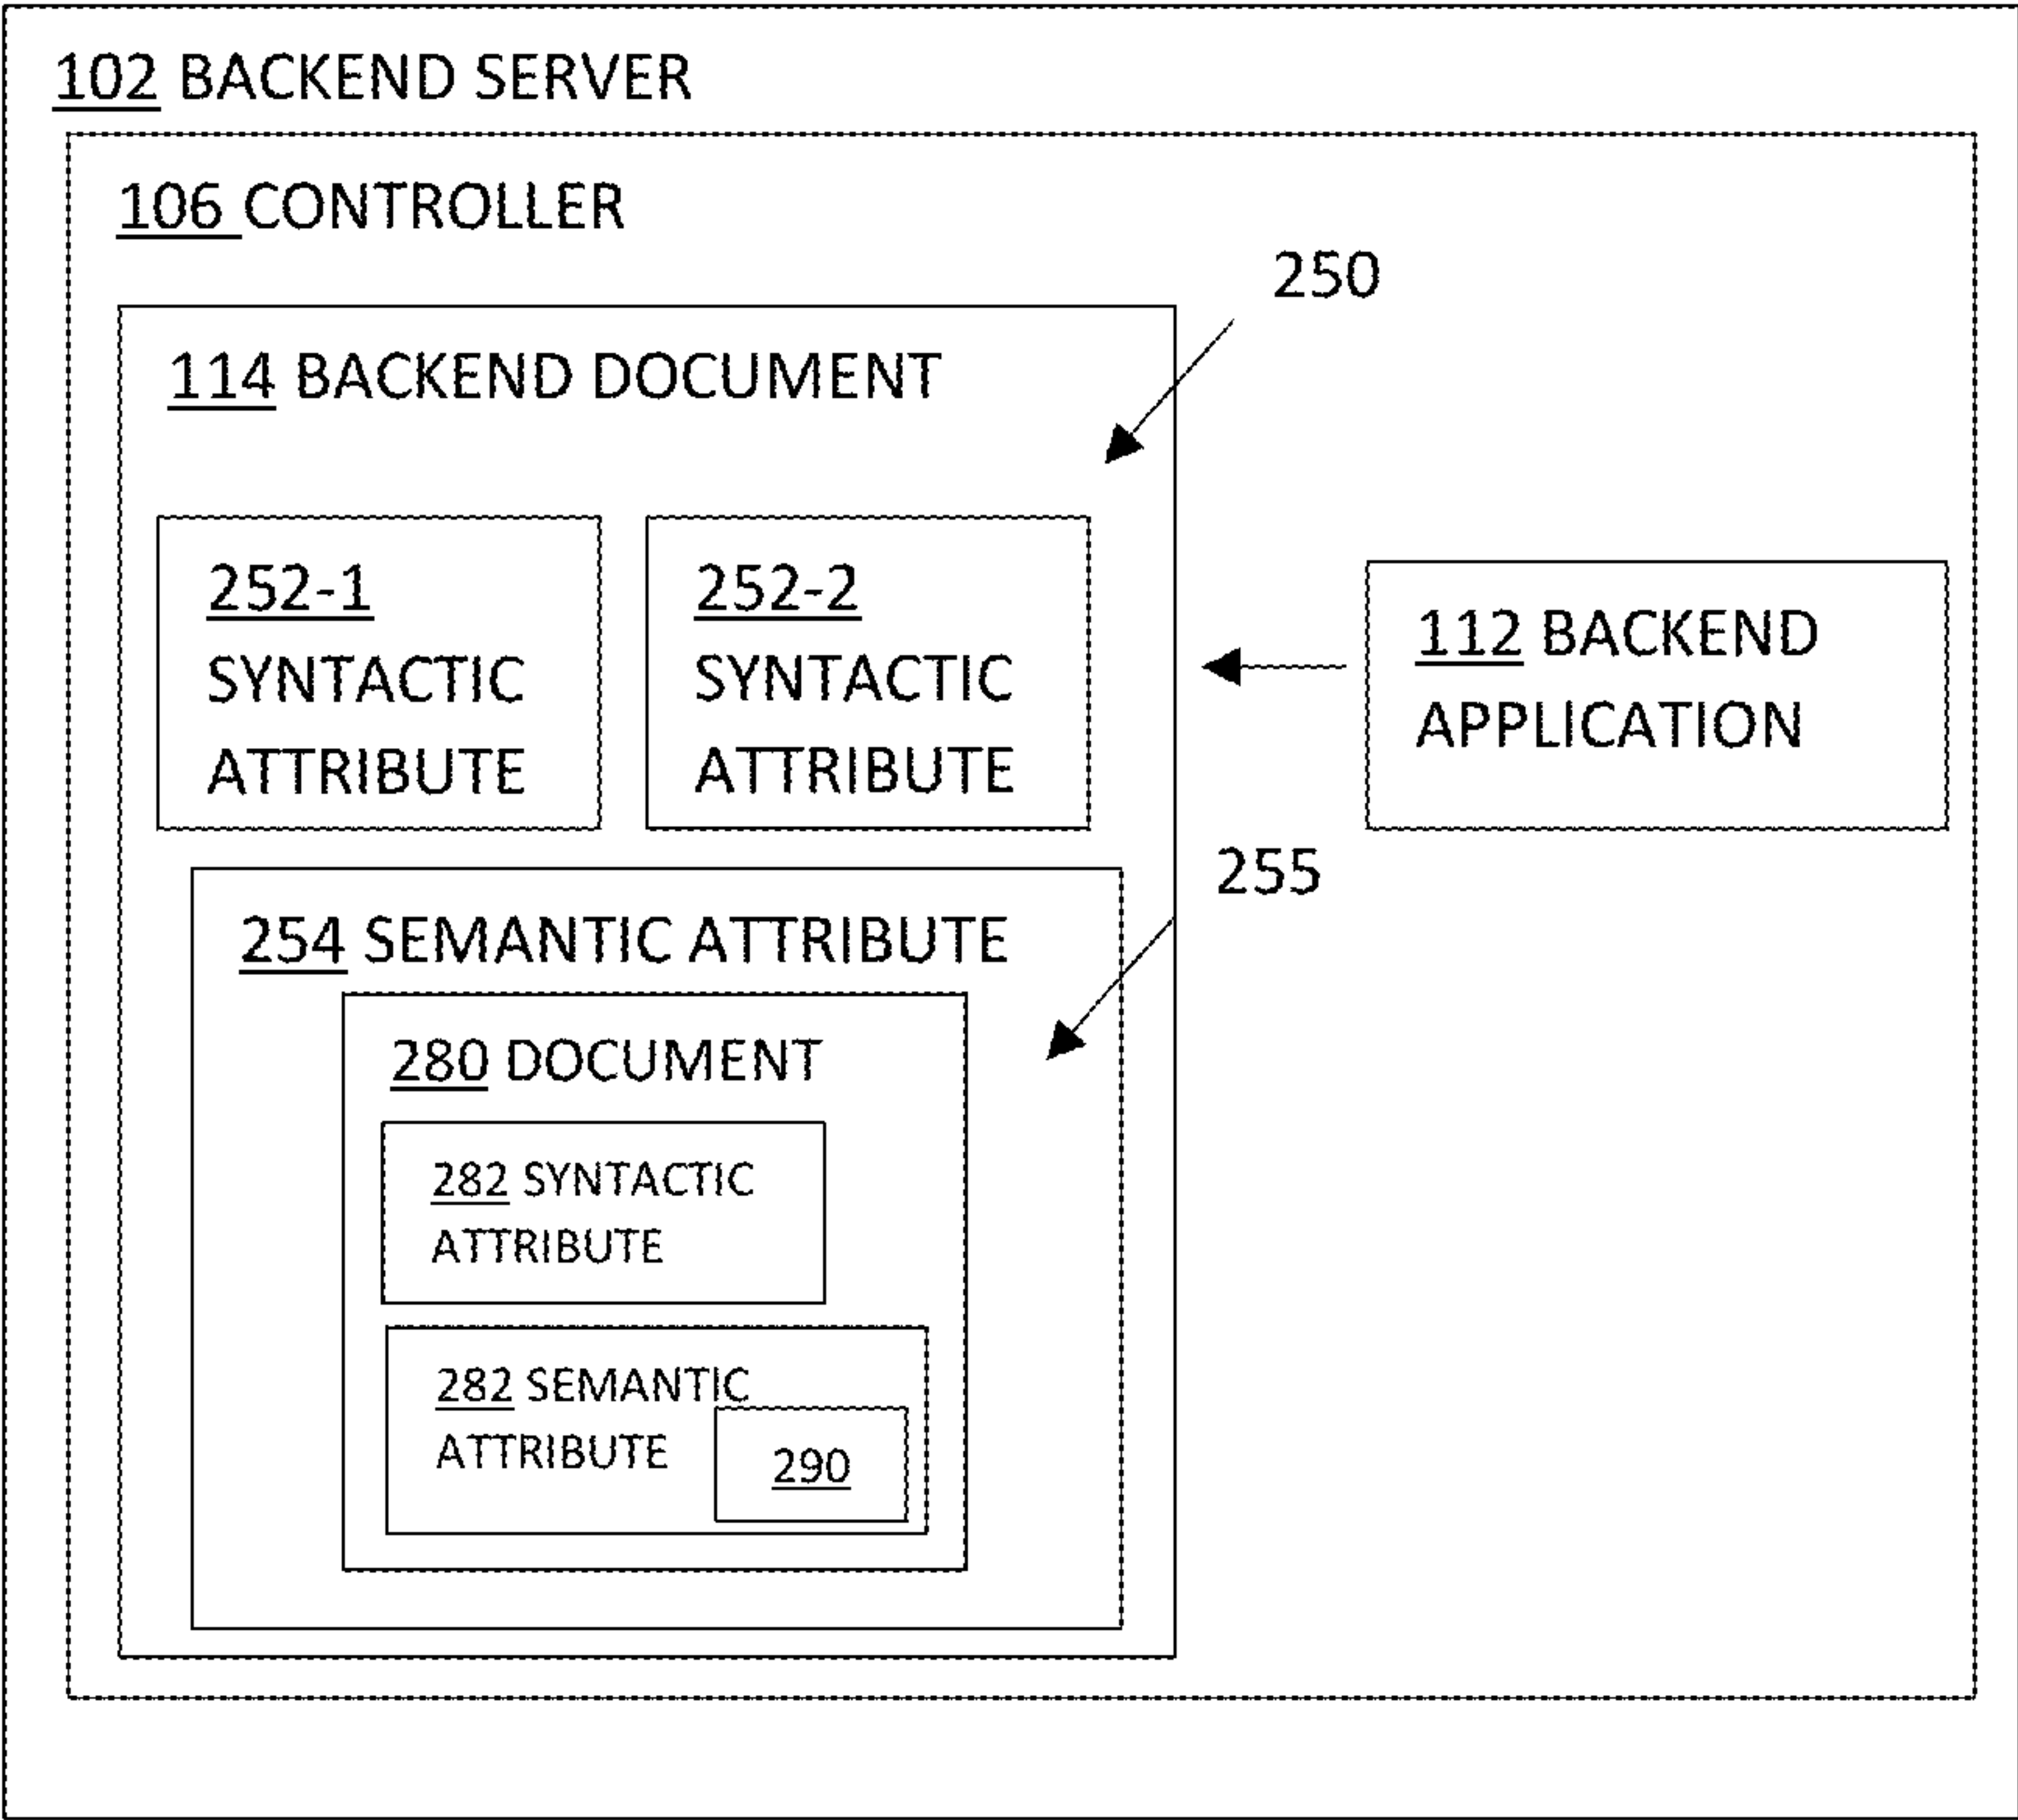 102 BACKEND SERVER
106 CONTROLLER
250
114 BACKEND DOCUMENT
252-1
SYNTACTIC
ATTRIBUTE
252-2
SYNTACTIC
ATTRIBUTE
112 BACKEND
APPLICATION
255
254 SEMANTIC ATTRIBUTE
280 DOCUMENT
282 SYNTACTIC
ATTRIBUTE
282 SEMANTIC
ATTRIBUTE
290